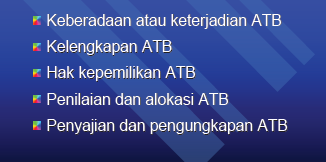 Keberadaan atau keterjadian ATB
Kelengkapan ATB
Hak kepemilikan ATB
Penilaian dan alokasi ATB
Penyajian dan pengungkapan ATB